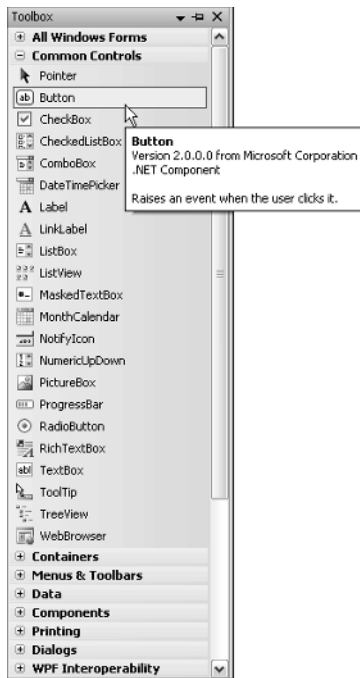 Toolbox
All Windows Forms
Common Controls
Pointer
ab Button
CheckBox
CheckedListBox
Button
Version 2.0.0.0 from Microsoft Corporation
.NET Component
Raises an event when the user clicks it.
ComboBox
DateTimePicker
A Label
A LinkLabel
ListBox
ListView
MaskedTextBox
MonthCalendar
NotifyIcon
NumericUpDown
PictureBox
ProgressBar
RadioButton
RichTextBox
abl TextBox
ToolTip
TreeView
WebBrowser
Containers
Menus & Toolbars
Data
Components
Printing
Dialogs
WPF Interoperability